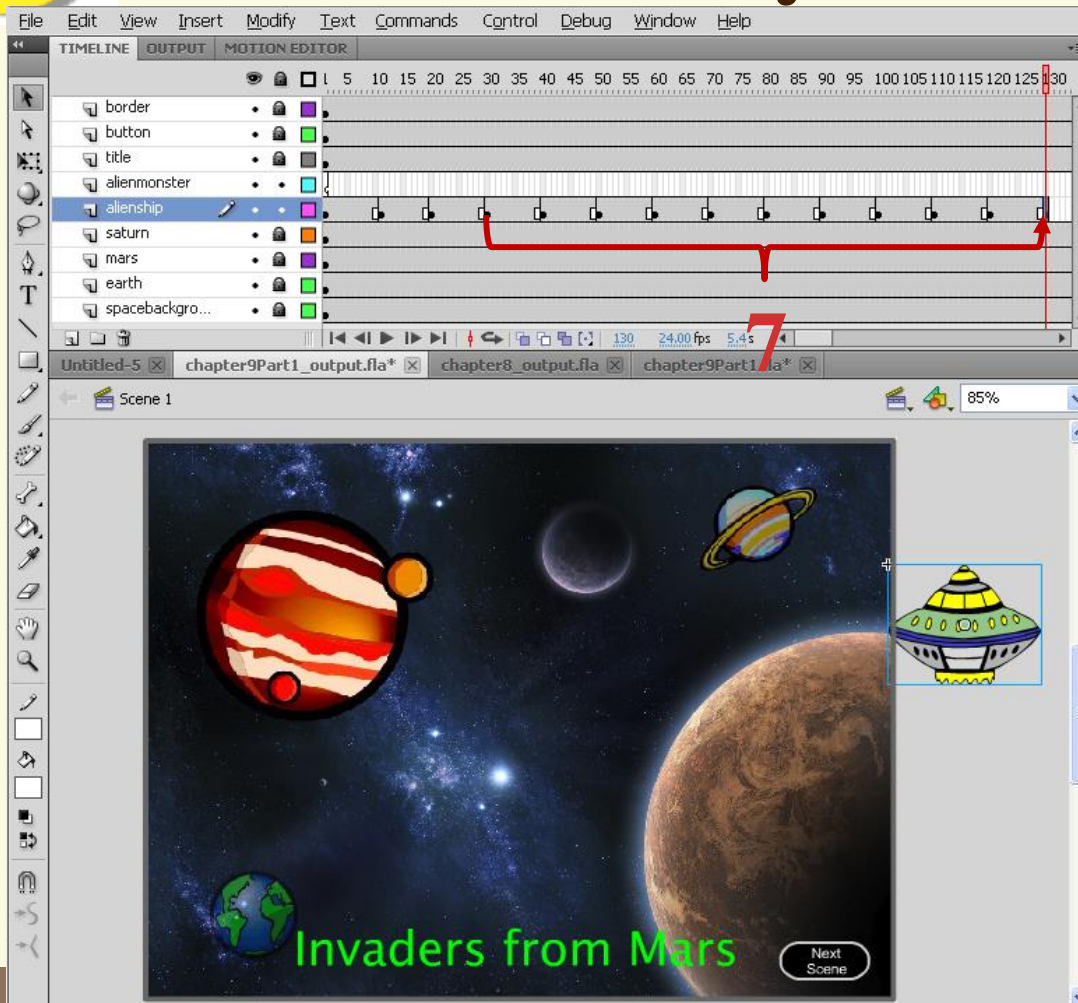 File Edit View Insert Modify Text Commands Control Debug Window Help
TIMELINE OUTPUT MOTION EDITOR
1 5 10 15 20 25 30 35 40 45 50 55 60 65 70 75 80 85 90 95 100 105 110 115 120 125 130
border
button
title
alienmonster
alienship
saturn
mars
earth
spacebackgro...
130 24.00 fps 5.4s
7
Untitled-5 chapter9Part1_output.fla* chapter8_output.fla chapter9Part1.fla*
Scene 1 85%
Invaders from Mars
Next
Scene